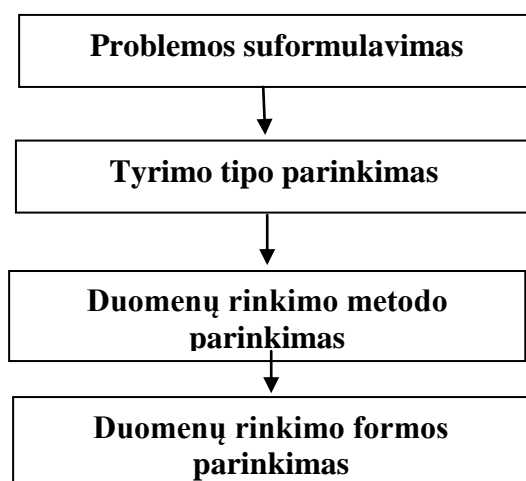 Problemos suformulavimas
Tyrimo tipo parinkimas
Duomenų rinkimo metodo
parinkimas
Duomenų rinkimo formos
parinkimas